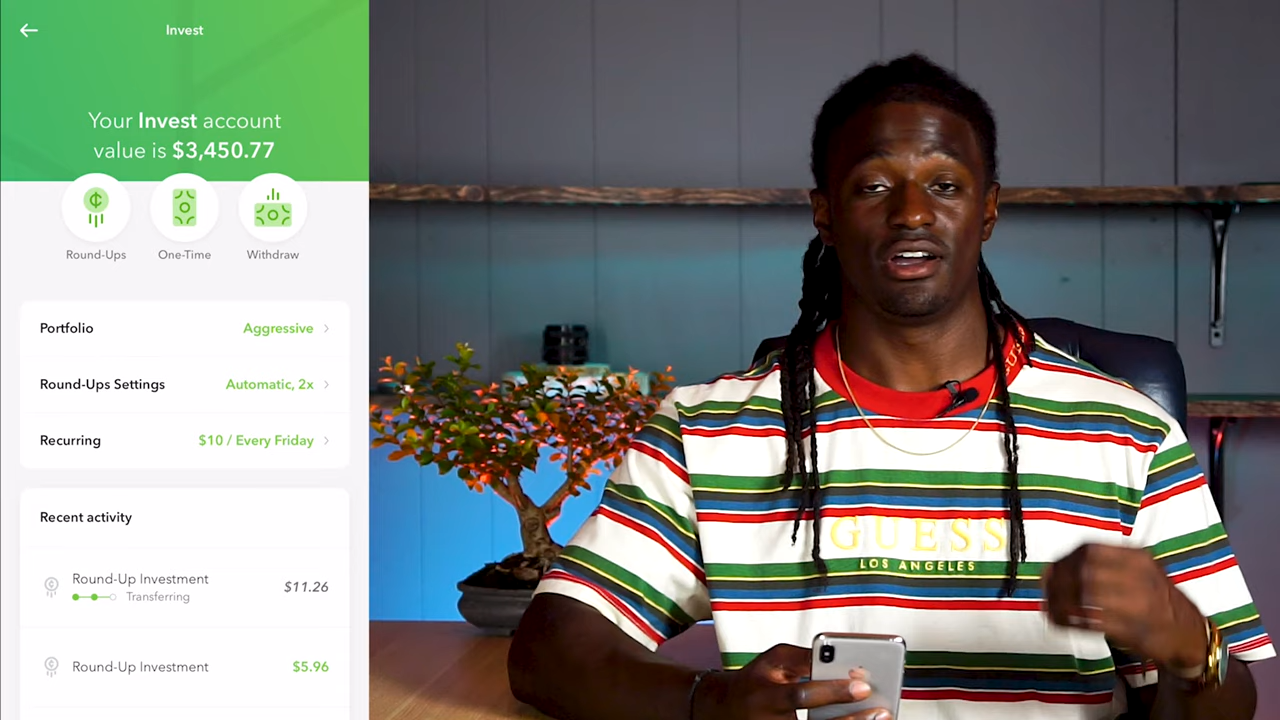 Invest
Your Invest account
value is $3,450.77
Round-Ups
One-Time
Withdraw
Portfolio
Aggressive
Round-Ups Settings
Automatic, 2x
Recurring
$10 / Every Friday
Recent activity
Round-Up Investment
$11.26
Transferring
Round-Up Investment
$5.96
GUESS
LOS ANGELES